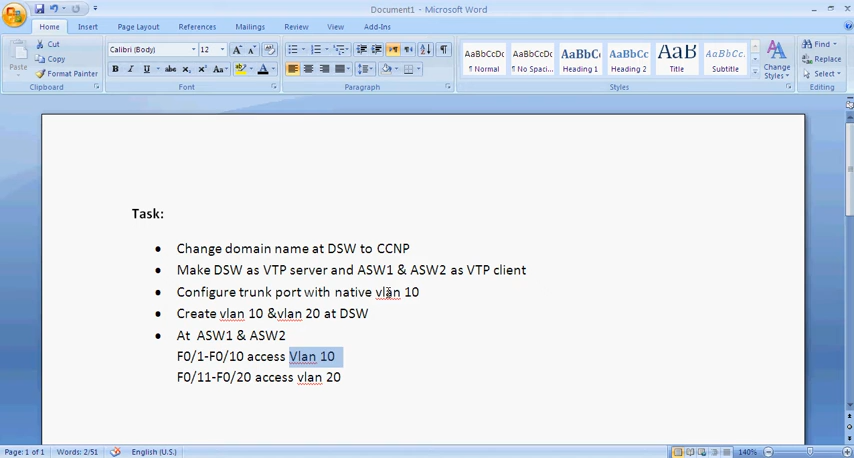 Document1 - Microsoft Word
Home Insert Page Layout References Mailings Review View Add-Ins
Cut
Copy
Format Painter
Paste
Clipboard
Calibri (Body) 12
Font
Paragraph
AaBbCcDc AaBbCcDc AaBbCc AaBbCc AaB AaBbCc.
¶ Normal ¶ No Spaci... Heading 1 Heading 2 Title Subtitle
Change Styles
Styles
Find
Replace
Select
Editing
Task:
• Change domain name at DSW to CCNP
• Make DSW as VTP server and ASW1 & ASW2 as VTP client
• Configure trunk port with native vlan 10
• Create vlan 10 &vlan 20 at DSW
• At ASW1 & ASW2
F0/1-F0/10 access Vlan 10
F0/11-F0/20 access vlan 20
Page: 1 of 1 Words: 2/51 English (U.S.) 140%